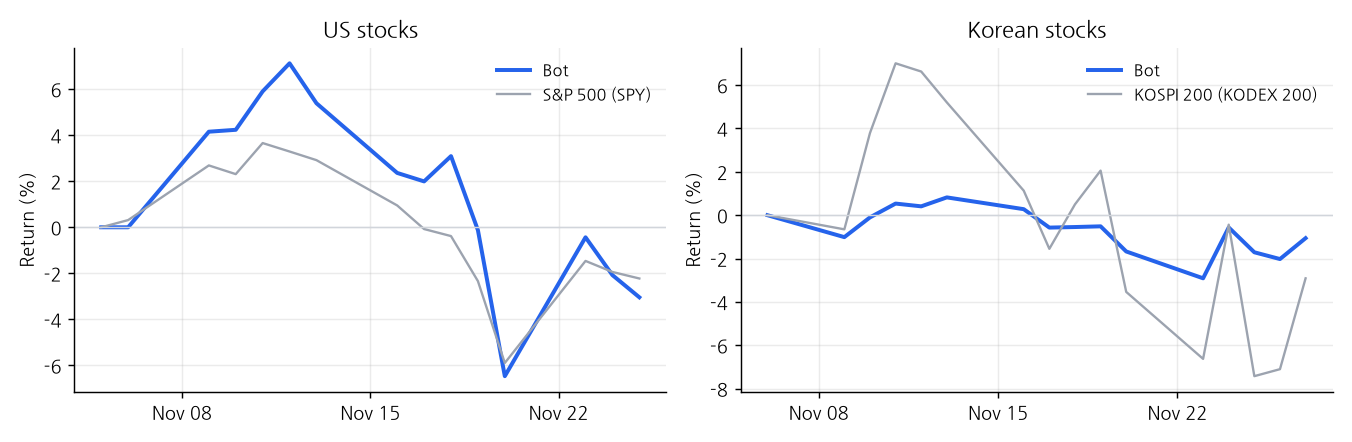 US stocks
Return (%)
6
4
2
0
-2
-4
-6
Nov 08
Nov 15
Nov 22
Bot
S&P 500 (SPY)
Korean stocks
Return (%)
6
4
2
0
-2
-4
-6
-8
Nov 08
Nov 15
Nov 22
Bot
KOSPI 200 (KODEX 200)